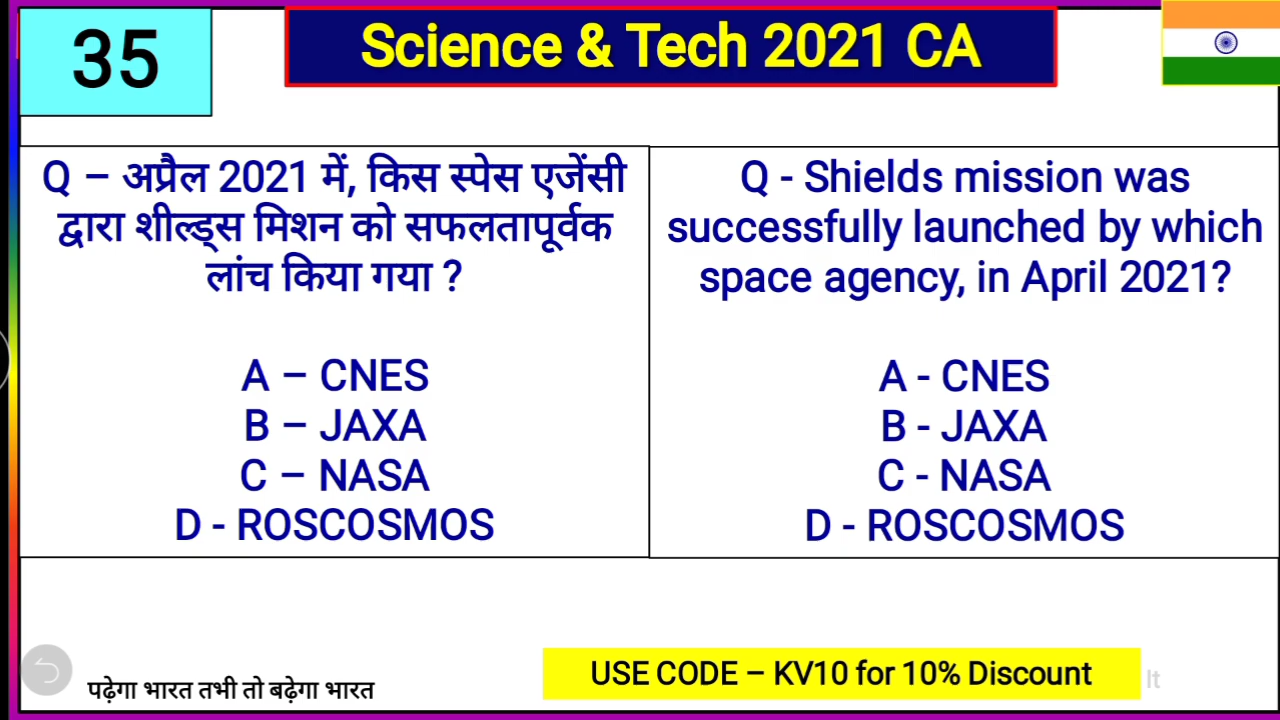 35
Science & Tech 2021 CA
Q – अप्रैल 2021 में, किस स्पेस एजेंसी
द्वारा शील्ड्स मिशन को सफलतापूर्वक
लांच किया गया ?
A – CNES
B – JAXA
C – NASA
D - ROSCOSMOS
Q - Shields mission was
successfully launched by which
space agency, in April 2021?
A - CNES
B - JAXA
C - NASA
D - ROSCOSMOS
पढ़ेगा भारत तभी तो बढ़ेगा भारत
USE CODE – KV10 for 10% Discount
lt